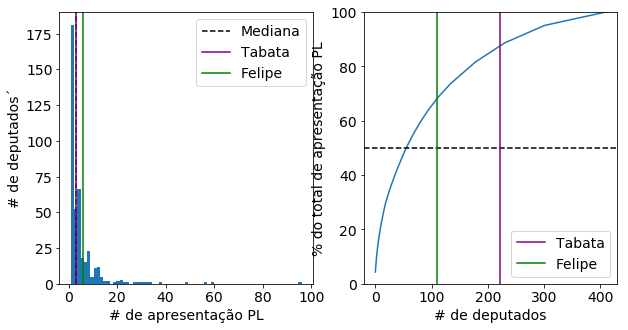 Mediana
Tabata
Felipe
175
150
125
100
75
50
25
0
# de deputados´
0 20 40 60 80 100
# de apresentação PL
100
80
60
40
20
0
% do total de apresentação PL
Tabata
Felipe
0 100 200 300 400
# de deputados